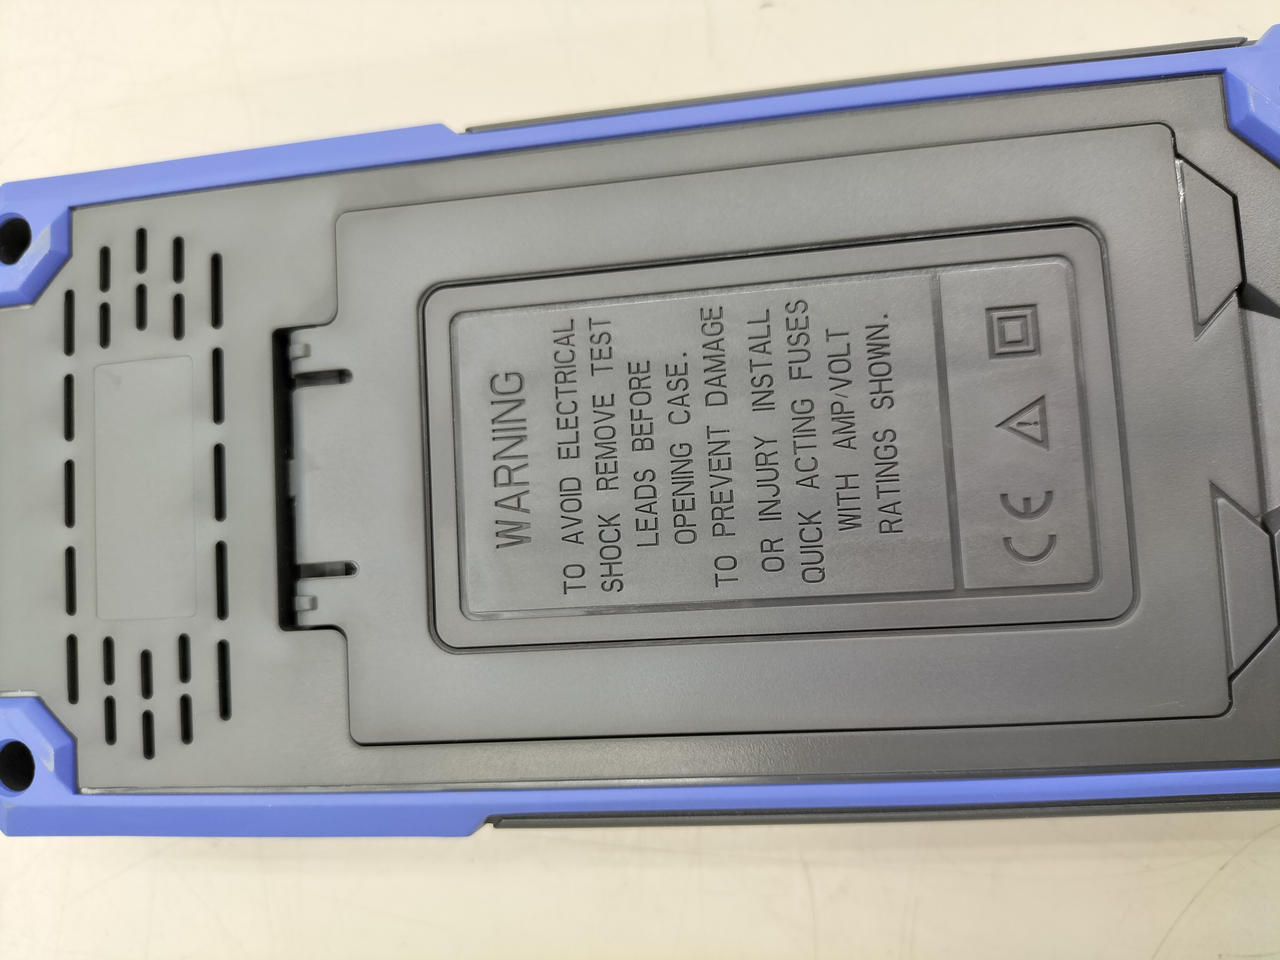 WARNING
TO AVOID ELECTRICAL
SHOCK REMOVE TEST
LEADS BEFORE
OPENING CASE.
TO PREVENT DAMAGE
OR INJURY INSTALL
QUICK ACTING FUSES
WITH AMP/VOLT
RATINGS SHOWN.
CE